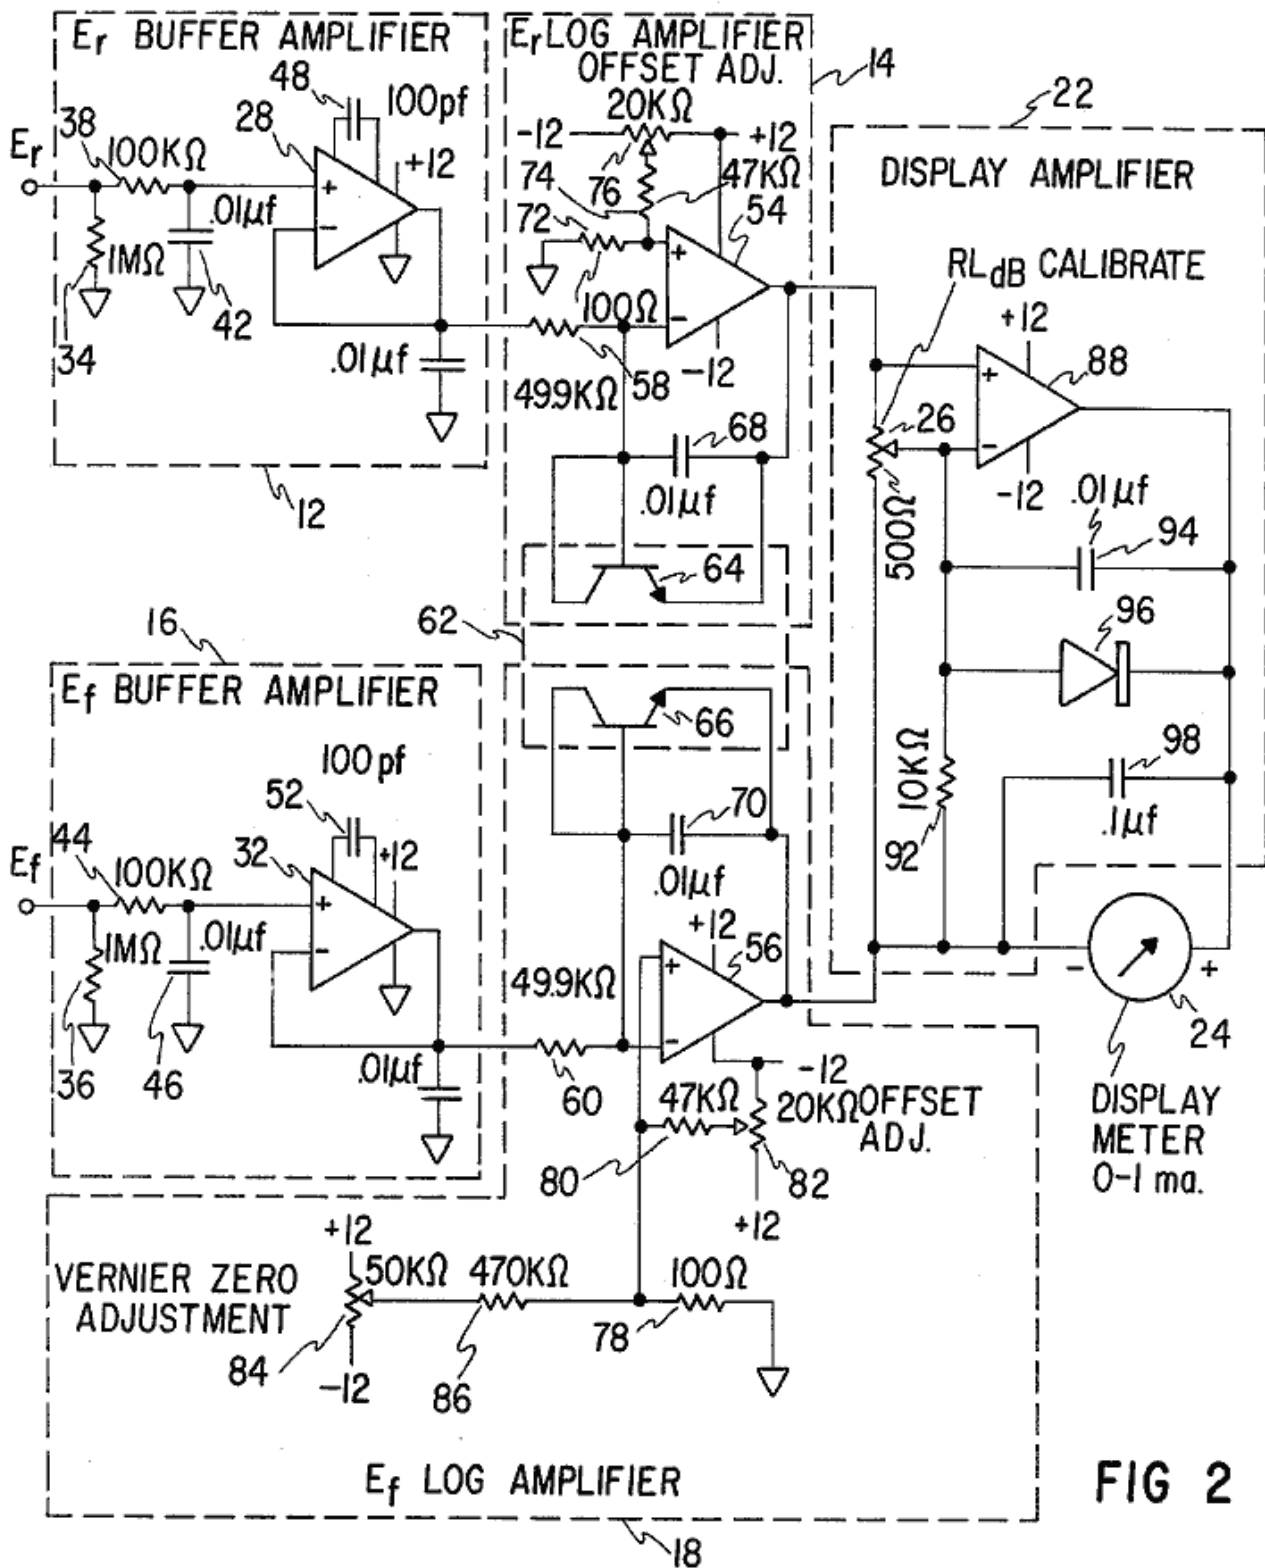 Er BUFFER AMPLIFIER
48
100pf
28
38
Er
100KΩ
+12
+
.01µf
-
1MΩ
34
42
.01µf
12
Er LOG AMPLIFIER
OFFSET ADJ.
14
20KΩ
-12
+12
74
76
47KΩ
72
54
+
100Ω
-
-12
58
49.9KΩ
68
.01µf
64
62
22
DISPLAY AMPLIFIER
RLdB CALIBRATE
+12
88
+
26
-
-12
500Ω
.01µf
94
96
10KΩ
98
92
.1µf
-
+
24
DISPLAY
METER
0-1 ma.
16
Ef BUFFER AMPLIFIER
100pf
52
44
32
+12
Ef
100KΩ
+
.01µf
-
1MΩ
36
46
.01µf
66
70
.01µf
+12
56
49.9KΩ
+
-
60
-12
47KΩ
20KΩ OFFSET
ADJ.
80
82
+12
+12
50KΩ
470KΩ
100Ω
VERNIER ZERO
ADJUSTMENT
84
-12
86
78
Ef LOG AMPLIFIER
18
FIG 2